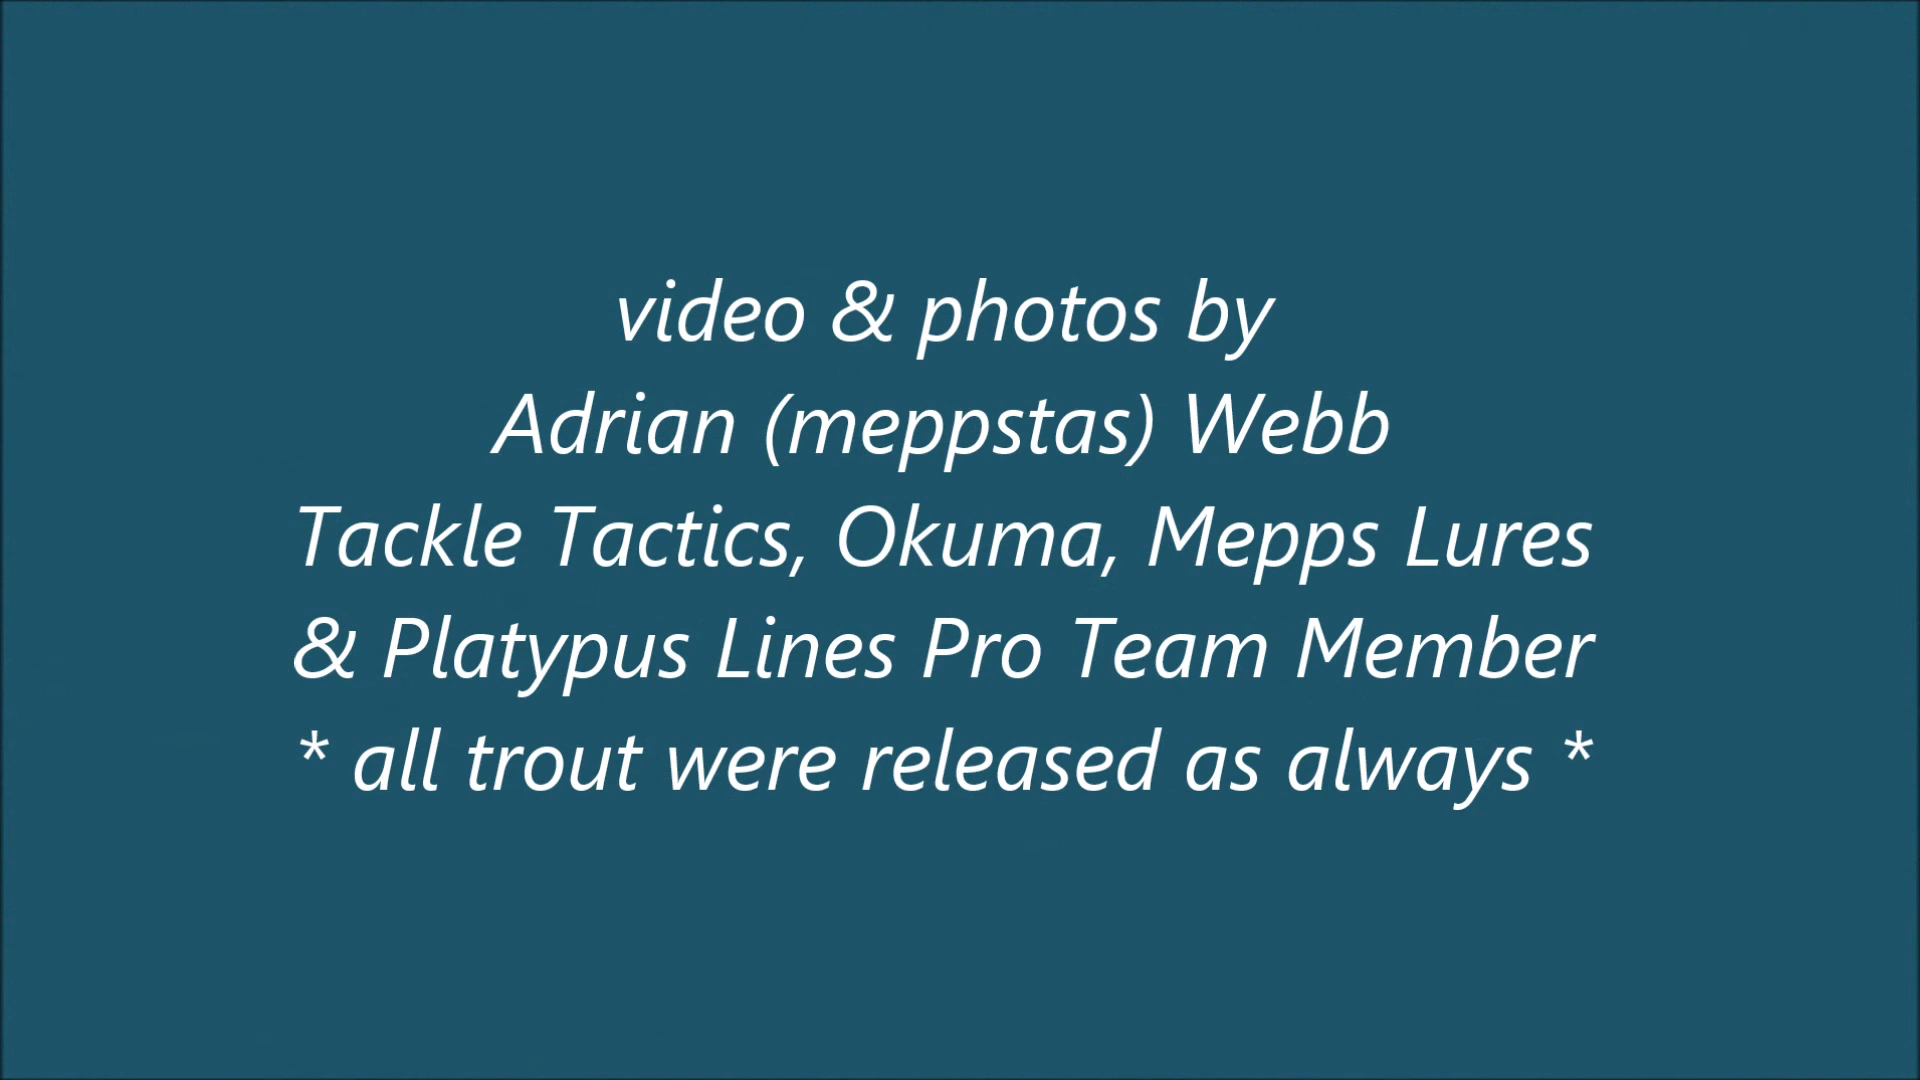 video & photos by
Adrian (meppstas) Webb
Tackle Tactics, Okuma, Mepps Lures
& Platypus Lines Pro Team Member
* all trout were released as always *